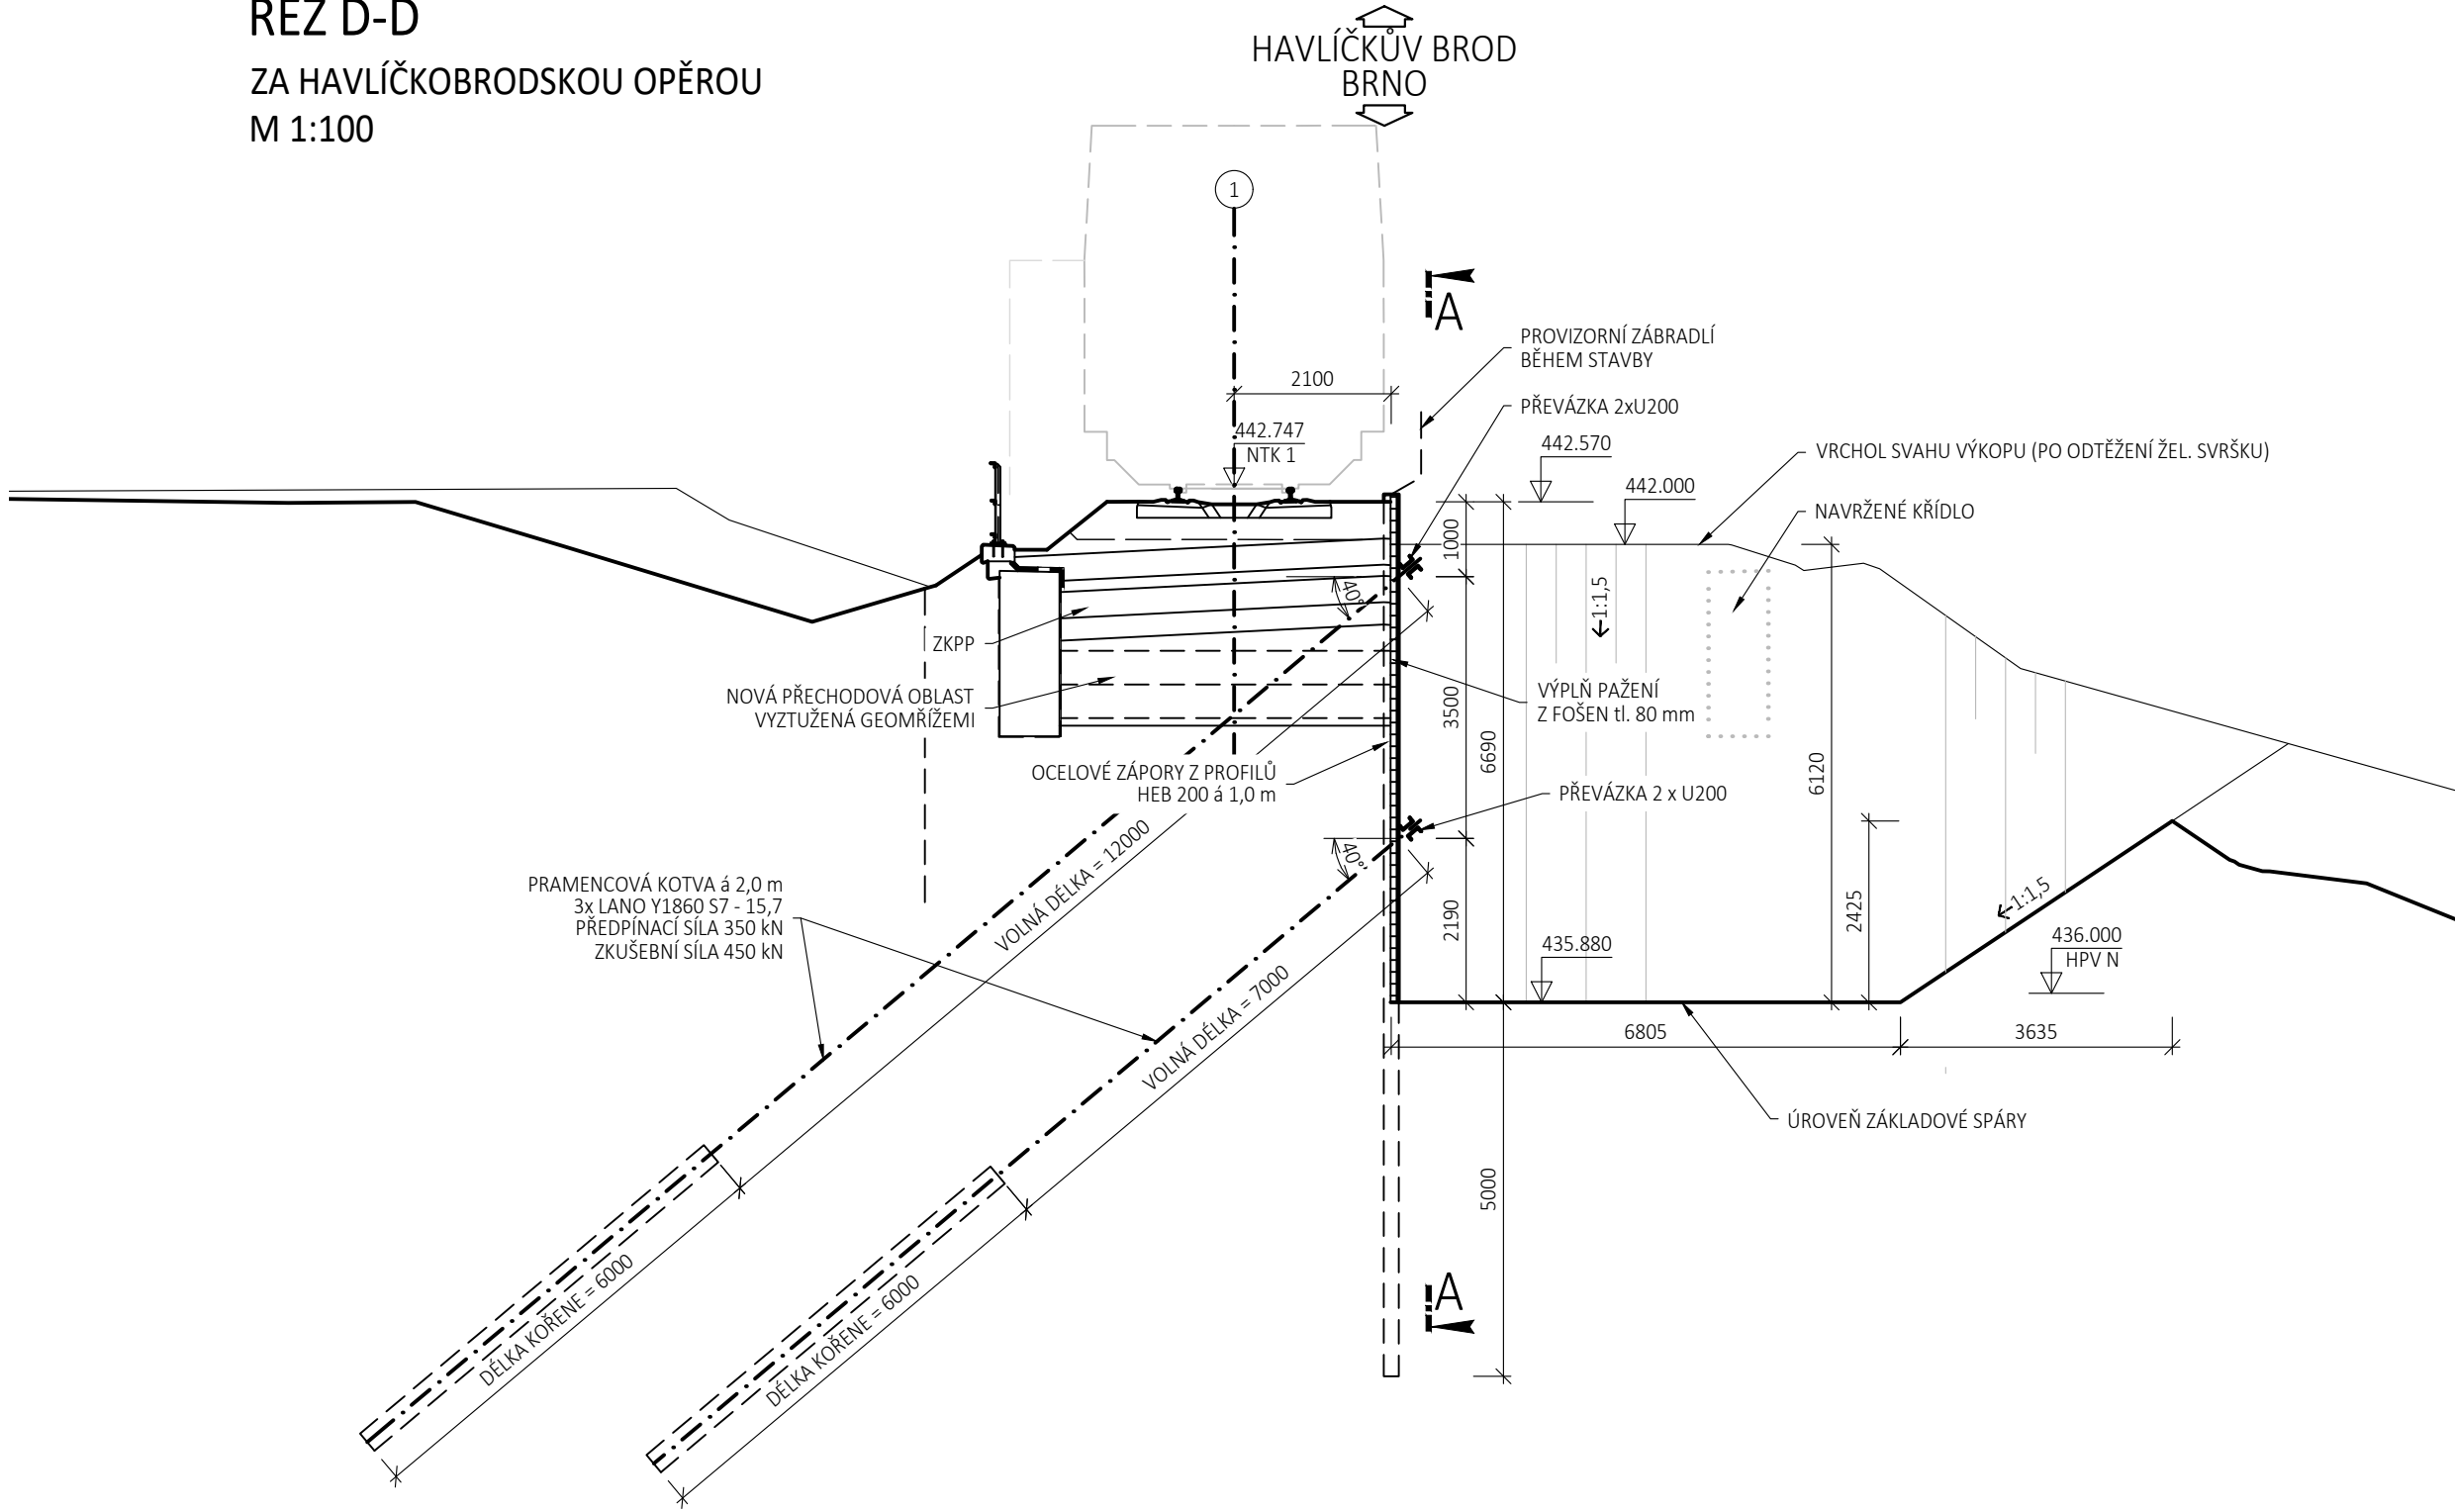 ŘEZ D-D
ZA HAVLÍČKOBRODSKOU OPĚROU
M 1:100
HAVLÍČKŮV BROD
BRNO
1
A
PROVIZORNÍ ZÁBRADLÍ
BĚHEM STAVBY
2100
PŘEVÁZKA 2xU200
442.747
NTK 1
442.570
VRCHOL SVAHU VÝKOPU (PO ODTĚŽENÍ ŽEL. SVRŠKU)
442.000
NAVRŽENÉ KŘÍDLO
1000
40°
1:1,5
ZKPP
NOVÁ PŘECHODOVÁ OBLAST
VYZTUŽENÁ GEOMŘÍŽEMI
VÝPLŇ PAŽENÍ
Z FOŠEN tl. 80 mm
3500
6690
6120
OCELOVÉ ZÁPORY Z PROFILŮ
HEB 200 á 1,0 m
PŘEVÁZKA 2 x U200
40°
VOLNÁ DÉLKA = 12000
PRAMENCOVÁ KOTVA á 2,0 m
3x LANO Y1860 S7 - 15,7
PŘEDPÍNACÍ SÍLA 350 kN
ZKUŠEBNÍ SÍLA 450 kN
2190
2425
1:1,5
435.880
436.000
HPV N
VOLNÁ DÉLKA = 7000
6805
3635
ÚROVEŇ ZÁKLADOVÉ SPÁRY
5000
A
DÉLKA KOŘENE = 6000
DÉLKA KOŘENE = 6000